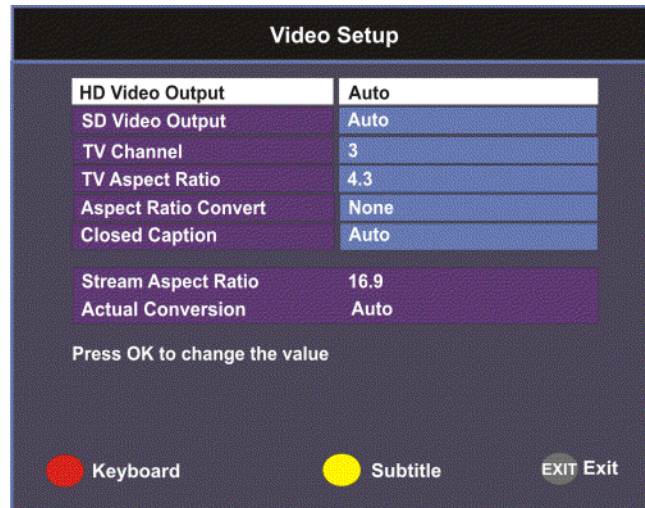 Video Setup
HD Video Output Auto
SD Video Output Auto
TV Channel 3
TV Aspect Ratio 4.3
Aspect Ratio Convert None
Closed Caption Auto
Stream Aspect Ratio 16.9
Actual Conversion Auto
Press OK to change the value
Keyboard Subtitle EXIT Exit